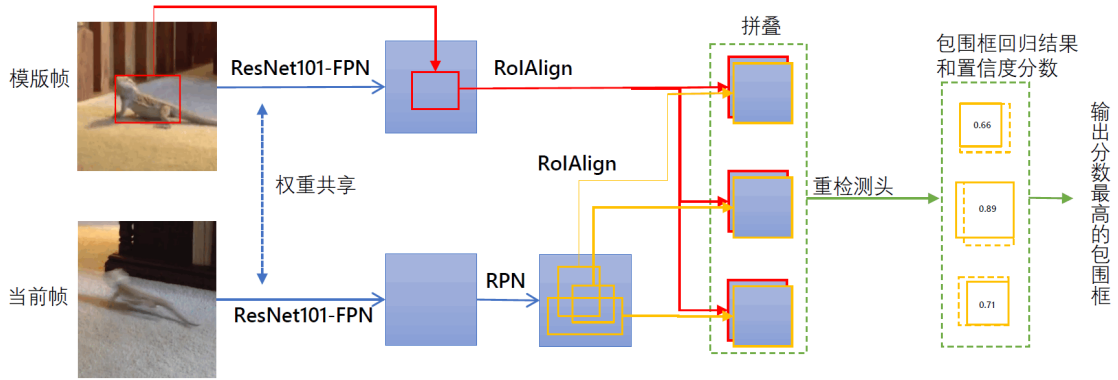 模版帧
ResNet101-FPN
RoIAlign
拼叠
包围框回归结果
和置信度分数
0.66
输出分数最高的包围框
权重共享
RoIAlign
重检测头
0.89
当前帧
ResNet101-FPN
RPN
0.71